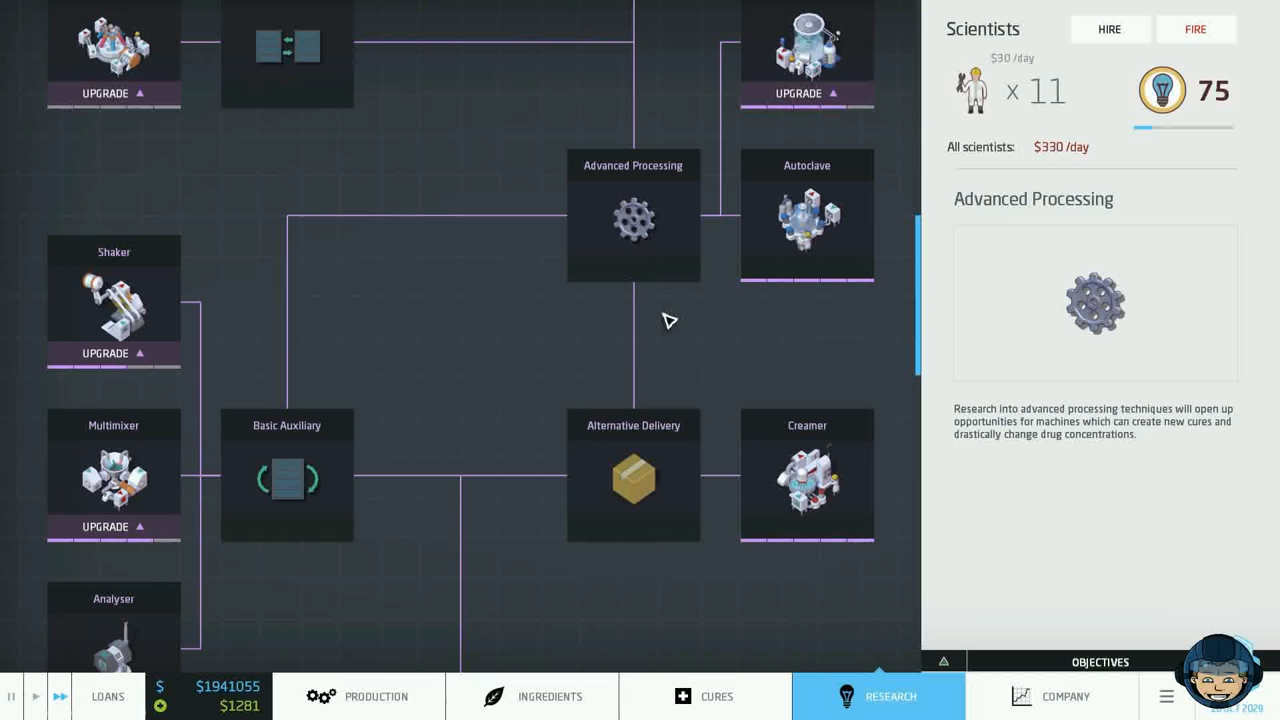 UPGRADE
UPGRADE
Advanced Processing
Autoclave
Shaker
UPGRADE
Multimixer
Basic Auxiliary
Alternative Delivery
Creamer
UPGRADE
Analyser
Scientists
HIRE
FIRE
$30 /day
x 11
75
All scientists: $330 /day
Advanced Processing
Research into advanced processing techniques will open up
opportunities for machines which can create new cures and
drastically change drug concentrations.
OBJECTIVES
LOANS
$ $1941055
$1281
PRODUCTION
INGREDIENTS
CURES
RESEARCH
COMPANY
2029